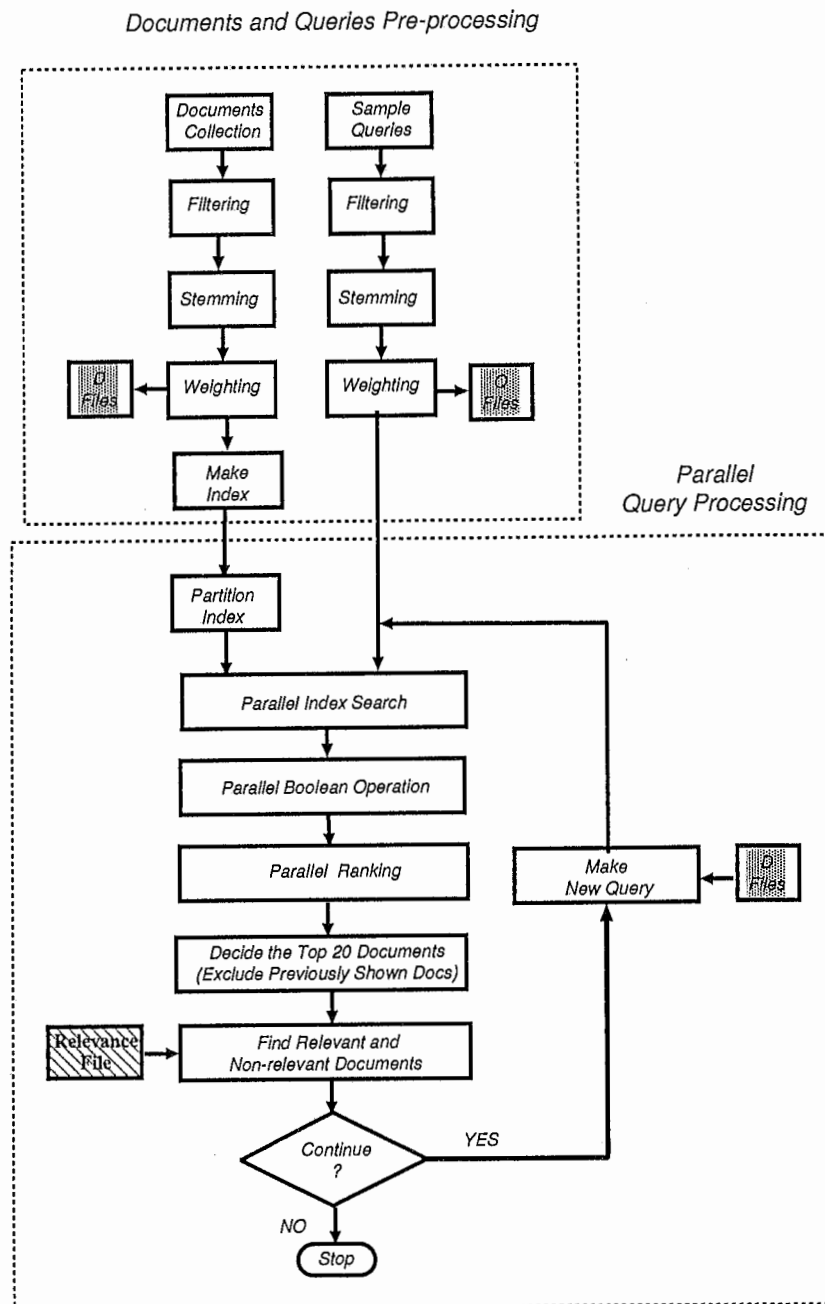 Documents and Queries Pre-processing
Documents
Collection
Sample
Queries
Filtering
Filtering
Stemming
Stemming
D
Files
Weighting
Weighting
Q
Files
Make
Index
Parallel
Query Processing
Partition
Index
Parallel Index Search
Parallel Boolean Operation
Parallel Ranking
Make
New Query
D
Files
Decide the Top 20 Documents
(Exclude Previously Shown Docs)
Relevance
File
Find Relevant and
Non-relevant Documents
Continue
?
YES
NO
Stop